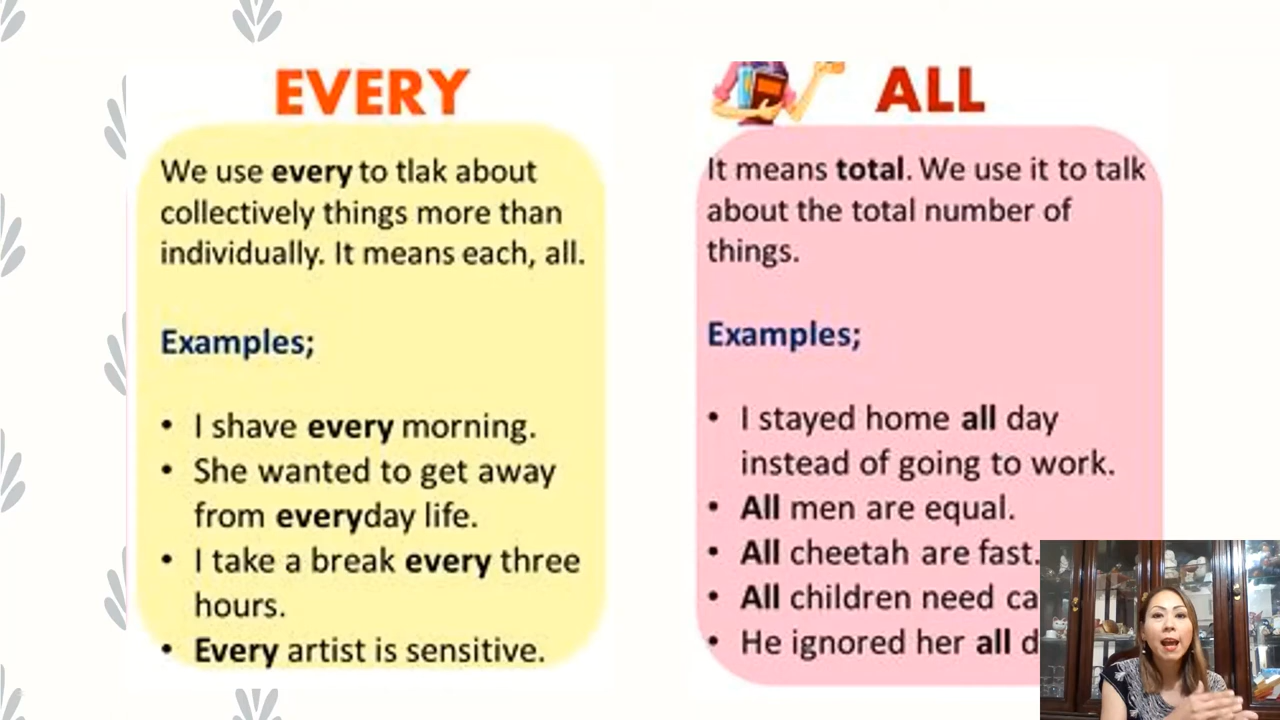 EVERY
We use every to tlak about
collectively things more than
individually. It means each, all.
Examples;
• I shave every morning.
• She wanted to get away
from everyday life.
• I take a break every three
hours.
• Every artist is sensitive.
ALL
It means total. We use it to talk
about the total number of
things.
Examples;
• I stayed home all day
instead of going to work.
• All men are equal.
• All cheetah are fast.
• All children need
• He ignored her all